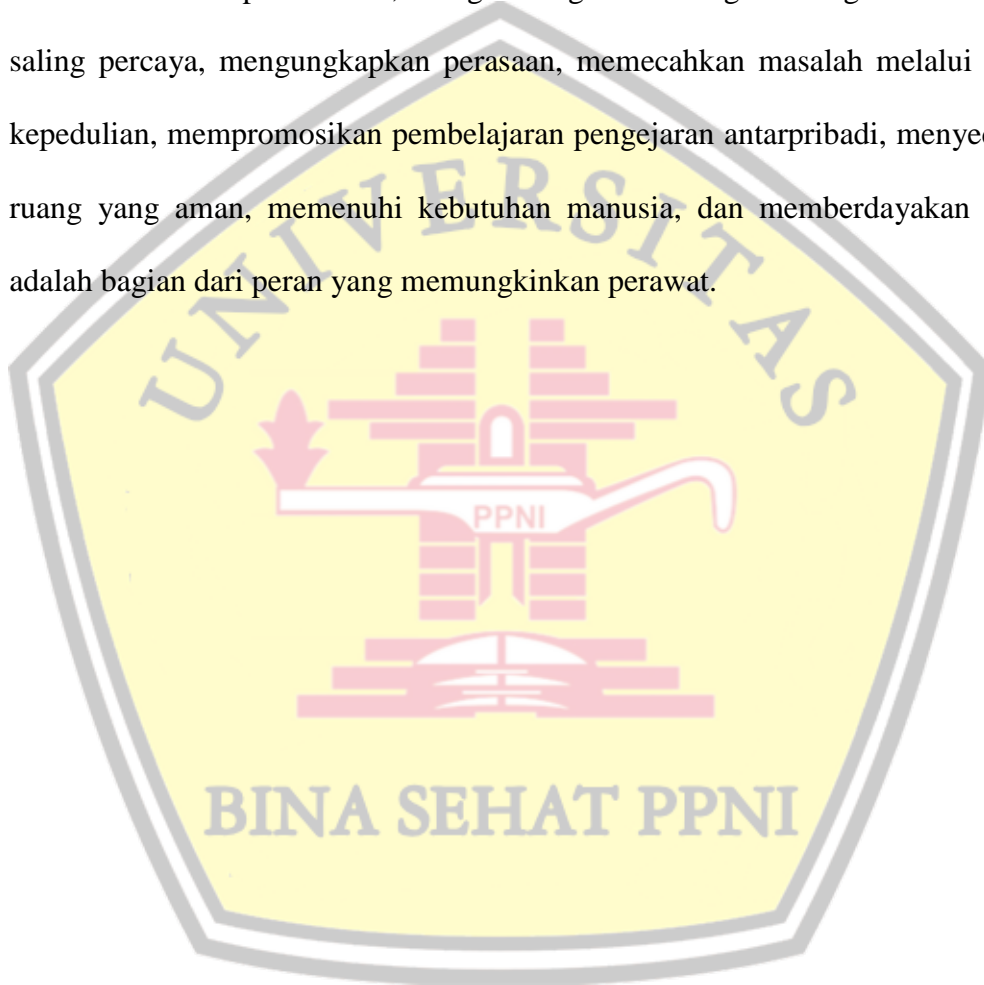 saling percaya, mengungkapkan perasaan, memecahkan masalah melalui
kepedulian, mempromosikan pembelajaran pengejaran antarpribadi,
ruang yang aman, memenuhi kebutuhan manusia, dan memberdayakan
adalah bagian dari peran yang memungkinkan perawat.
UNIVERSITAS
PPNI
BINA SEHAT PPNI